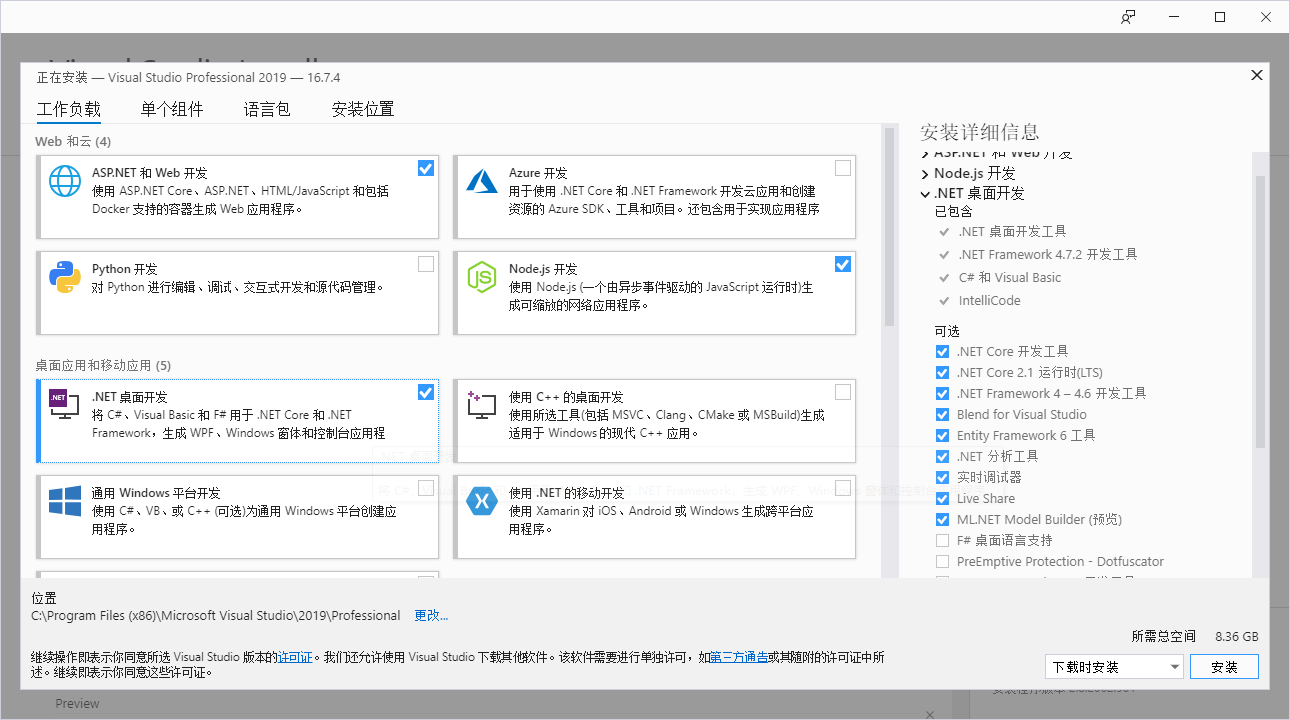 正在安装 — Visual Studio Professional 2019 — 16.7.4
工作负载 单个组件 语言包 安装位置
Web 和云 (4)
ASP.NET 和 Web 开发
使用 ASP.NET Core、ASP.NET、HTML/JavaScript 和包括
Docker 支持的容器生成 Web 应用程序。
Azure 开发
用于使用 .NET Core 和 .NET Framework 开发云应用和创建
资源的 Azure SDK、工具和项目。还包含用于实现应用程序
Python 开发
对 Python 进行编辑、调试、交互式开发和源代码管理。
Node.js 开发
使用 Node.js (一个由异步事件驱动的 JavaScript 运行时)生
成可缩放的网络应用程序。
桌面应用和移动应用 (5)
.NET
.NET 桌面开发
将 C#、Visual Basic 和 F# 用于 .NET Core 和 .NET
Framework，生成 WPF、Windows 窗体和控制台应用程
使用 C++ 的桌面开发
使用所选工具(包括 MSVC、Clang、CMake 或 MSBuild)生成
适用于 Windows 的现代 C++ 应用。
通用 Windows 平台开发
使用 C#、VB、或 C++ (可选)为通用 Windows 平台创建应
用程序。
使用 .NET 的移动开发
使用 Xamarin 对 iOS、Android 或 Windows 生成跨平台应
用程序。
安装详细信息
ASP.NET 和 Web 开发
Node.js 开发
.NET 桌面开发
已包含
.NET 桌面开发工具
.NET Framework 4.7.2 开发工具
C# 和 Visual Basic
IntelliCode
可选
.NET Core 开发工具
.NET Core 2.1 运行时(LTS)
.NET Framework 4 – 4.6 开发工具
Blend for Visual Studio
Entity Framework 6 工具
.NET 分析工具
实时调试器
Live Share
ML.NET Model Builder (预览)
F# 桌面语言支持
PreEmptive Protection - Dotfuscator
位置
C:\Program Files (x86)\Microsoft Visual Studio\2019\Professional 更改...
所需总空间 8.36 GB
继续操作即表示你同意所选 Visual Studio 版本的许可证。我们还允许使用 Visual Studio 下载其他软件。该软件需要进行单独许可，如第三方通告或其随附的许可证中所
述。继续即表示你同意这些许可证。
下载时安装 安装
Preview